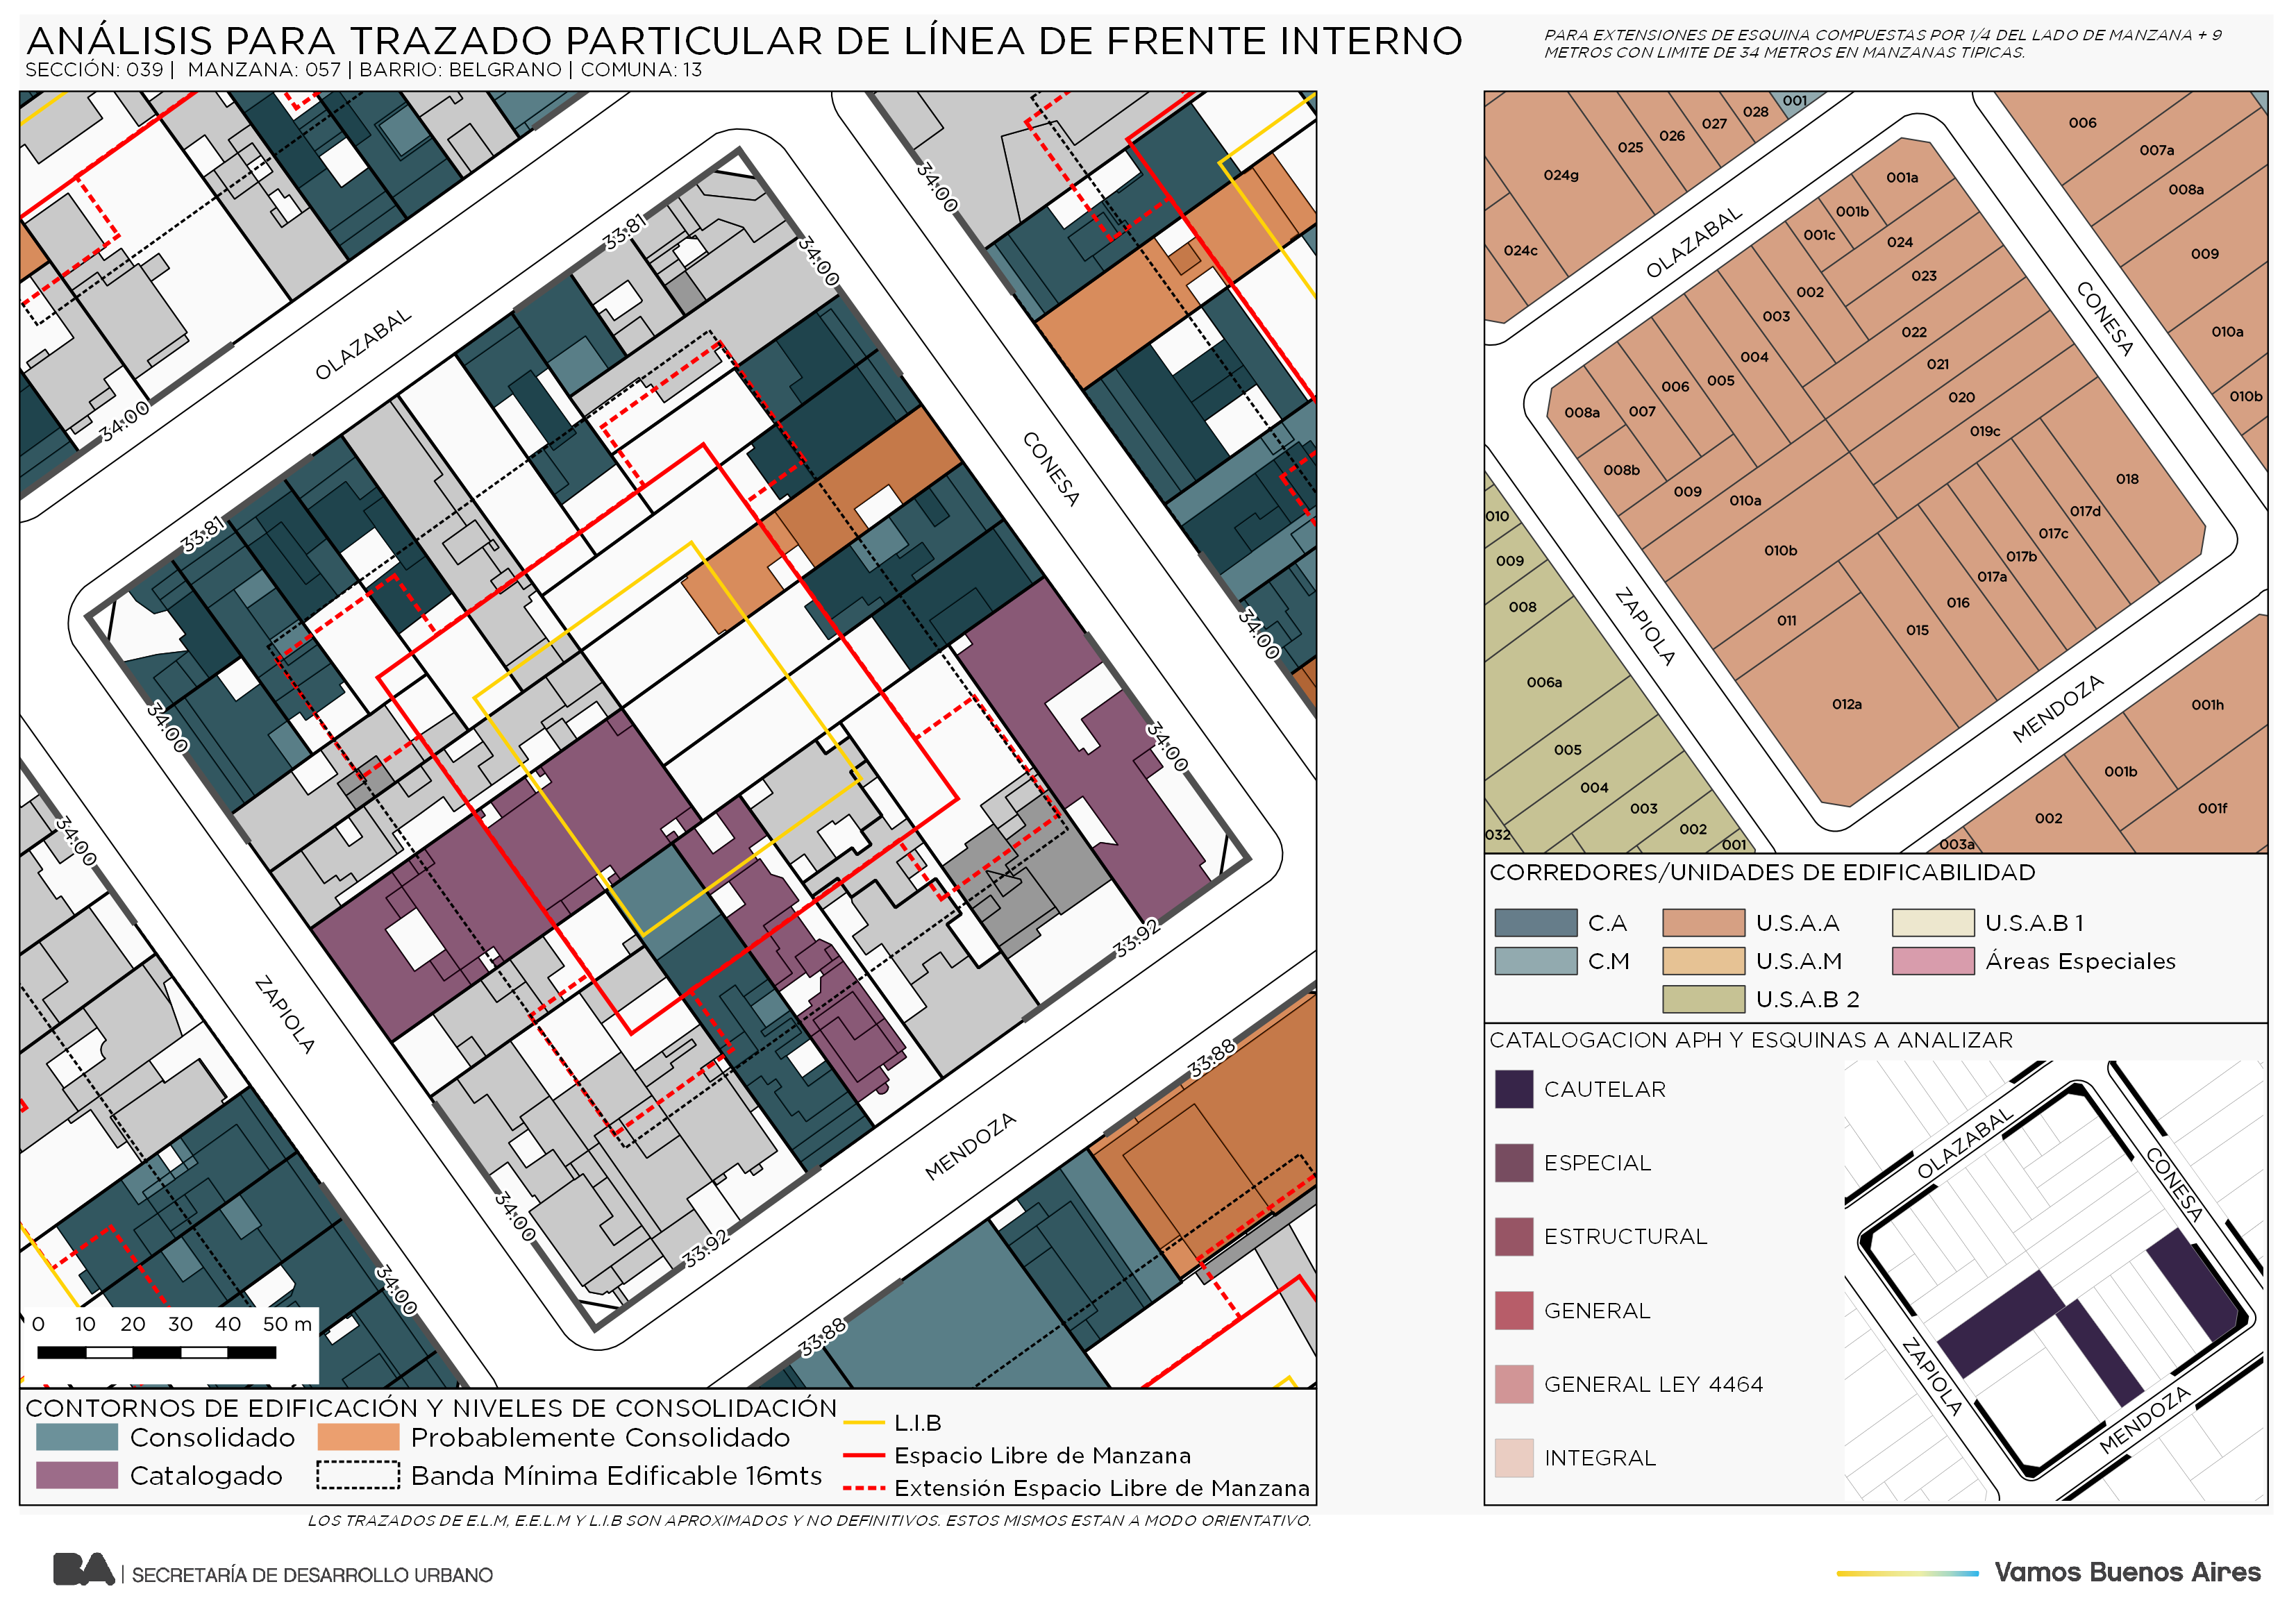 ANÁLISIS PARA TRAZADO PARTICULAR DE LÍNEA DE FRENTE INTERNO
SECCIÓN: 039 | MANZANA: 057 | BARRIO: BELGRANO | COMUNA: 13
PARA EXTENSIONES DE ESQUINA COMPUESTAS POR 1/4 DEL LADO DE MANZANA + 9
METROS CON LIMITE DE 34 METROS EN MANZANAS TIPICAS.
34:00
33:81
34:00
OLAZABAL
34:00
CONESA
33:81
34:00
34:00
34:00
34:00
33:92
ZAPIOLA
33:88
MENDOZA
34:00
33:92
34:00
33:88
0 10 20 30 40 50 m
CONTORNOS DE EDIFICACIÓN Y NIVELES DE CONSOLIDACIÓN
Consolidado
Probablemente Consolidado
Catalogado
Banda Mínima Edificable 16mts
L.I.B
Espacio Libre de Manzana
Extensión Espacio Libre de Manzana
LOS TRAZADOS DE E.L.M, E.E.L.M Y L.I.B SON APROXIMADOS Y NO DEFINITIVOS. ESTOS MISMOS ESTAN A MODO ORIENTATIVO.
001
028
027
026
025
024g
024c
006
007a
008a
009
010a
010b
OLAZABAL
CONESA
001a
001b
001c
024
023
002
003
022
004
021
005
006
020
007
008a
019c
008b
009
010a
018
017d
017c
010b
017b
017a
016
011
015
012a
ZAPIOLA
MENDOZA
010
009
008
006a
005
004
003
002
001
032
001h
001b
001f
002
003a
CORREDORES/UNIDADES DE EDIFICABILIDAD
C.A
U.S.A.A
U.S.A.B 1
C.M
U.S.A.M
Áreas Especiales
U.S.A.B 2
CATALOGACION APH Y ESQUINAS A ANALIZAR
CAUTELAR
ESPECIAL
ESTRUCTURAL
GENERAL
GENERAL LEY 4464
INTEGRAL
OLAZABAL
CONESA
ZAPIOLA
MENDOZA
BA | SECRETARÍA DE DESARROLLO URBANO
Vamos Buenos Aires